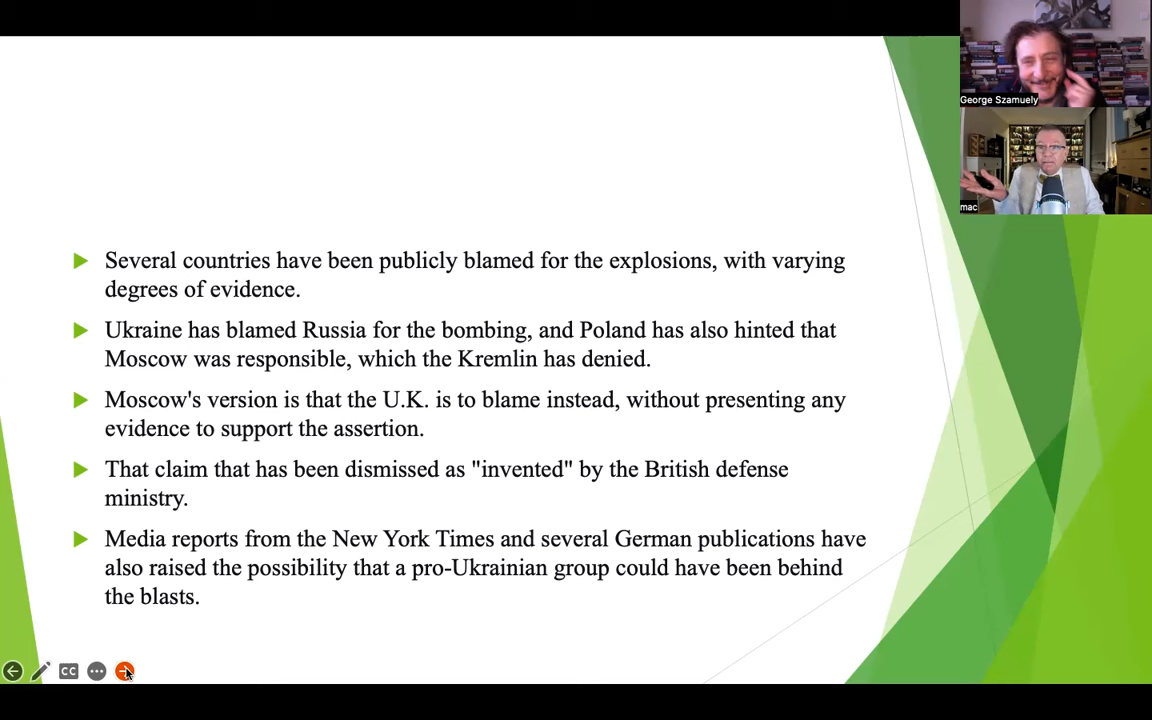 George Szamuely
mac
Several countries have been publicly blamed for the explosions, with varying
degrees of evidence.
Ukraine has blamed Russia for the bombing, and Poland has also hinted that
Moscow was responsible, which the Kremlin has denied.
Moscow's version is that the U.K. is to blame instead, without presenting any
evidence to support the assertion.
That claim that has been dismissed as "invented" by the British defense
ministry.
Media reports from the New York Times and several German publications have
also raised the possibility that a pro-Ukrainian group could have been behind
the blasts.
CC